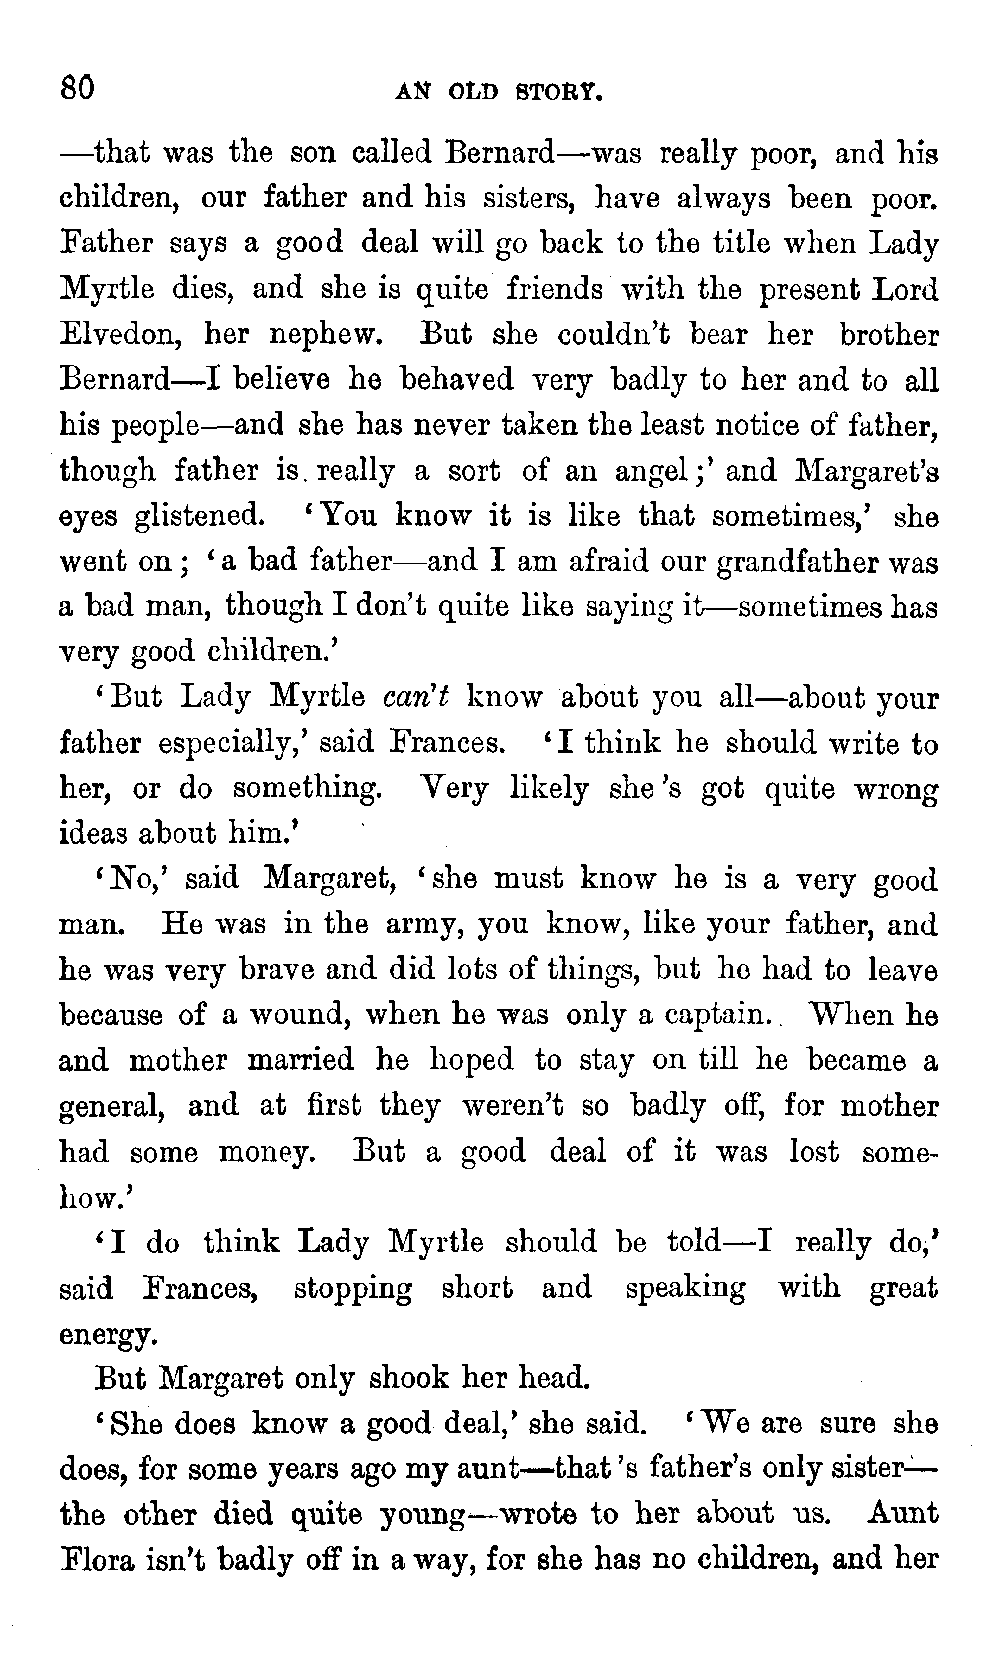 80 AN OLD STORY.
—that was the son called Bernard—was really poor, and his
children, our father and his sisters, have always been poor.
Father says a good deal will go back to the title when Lady
Myrtle dies, and she is quite friends with the present Lord
Elvedon, her nephew. But she couldn't bear her brother
Bernard—I believe he behaved very badly to her and to all
his people—and she has never taken the least notice of father,
though father is really a sort of an angel;' and Margaret's
eyes glistened. 'You know it is like that sometimes,' she
went on; 'a bad father—and I am afraid our grandfather was
a bad man, though I don't quite like saying it—sometimes has
very good children.'
'But Lady Myrtle can't know about you all—about your
father especially,' said Frances. 'I think he should write to
her, or do something. Very likely she 's got quite wrong
ideas about him.'
'No,' said Margaret, 'she must know he is a very good
man. He was in the army, you know, like your father, and
he was very brave and did lots of things, but he had to leave
because of a wound, when he was only a captain. When he
and mother married he hoped to stay on till he became a
general, and at first they weren't so badly off, for mother
had some money. But a good deal of it was lost some-
how.'
'I do think Lady Myrtle should be told—I really do,'
said Frances, stopping short and speaking with great
energy.
But Margaret only shook her head.
'She does know a good deal,' she said. 'We are sure she
does, for some years ago my aunt—that 's father's only sister—
the other died quite young—wrote to her about us. Aunt
Flora isn't badly off in a way, for she has no children, and her